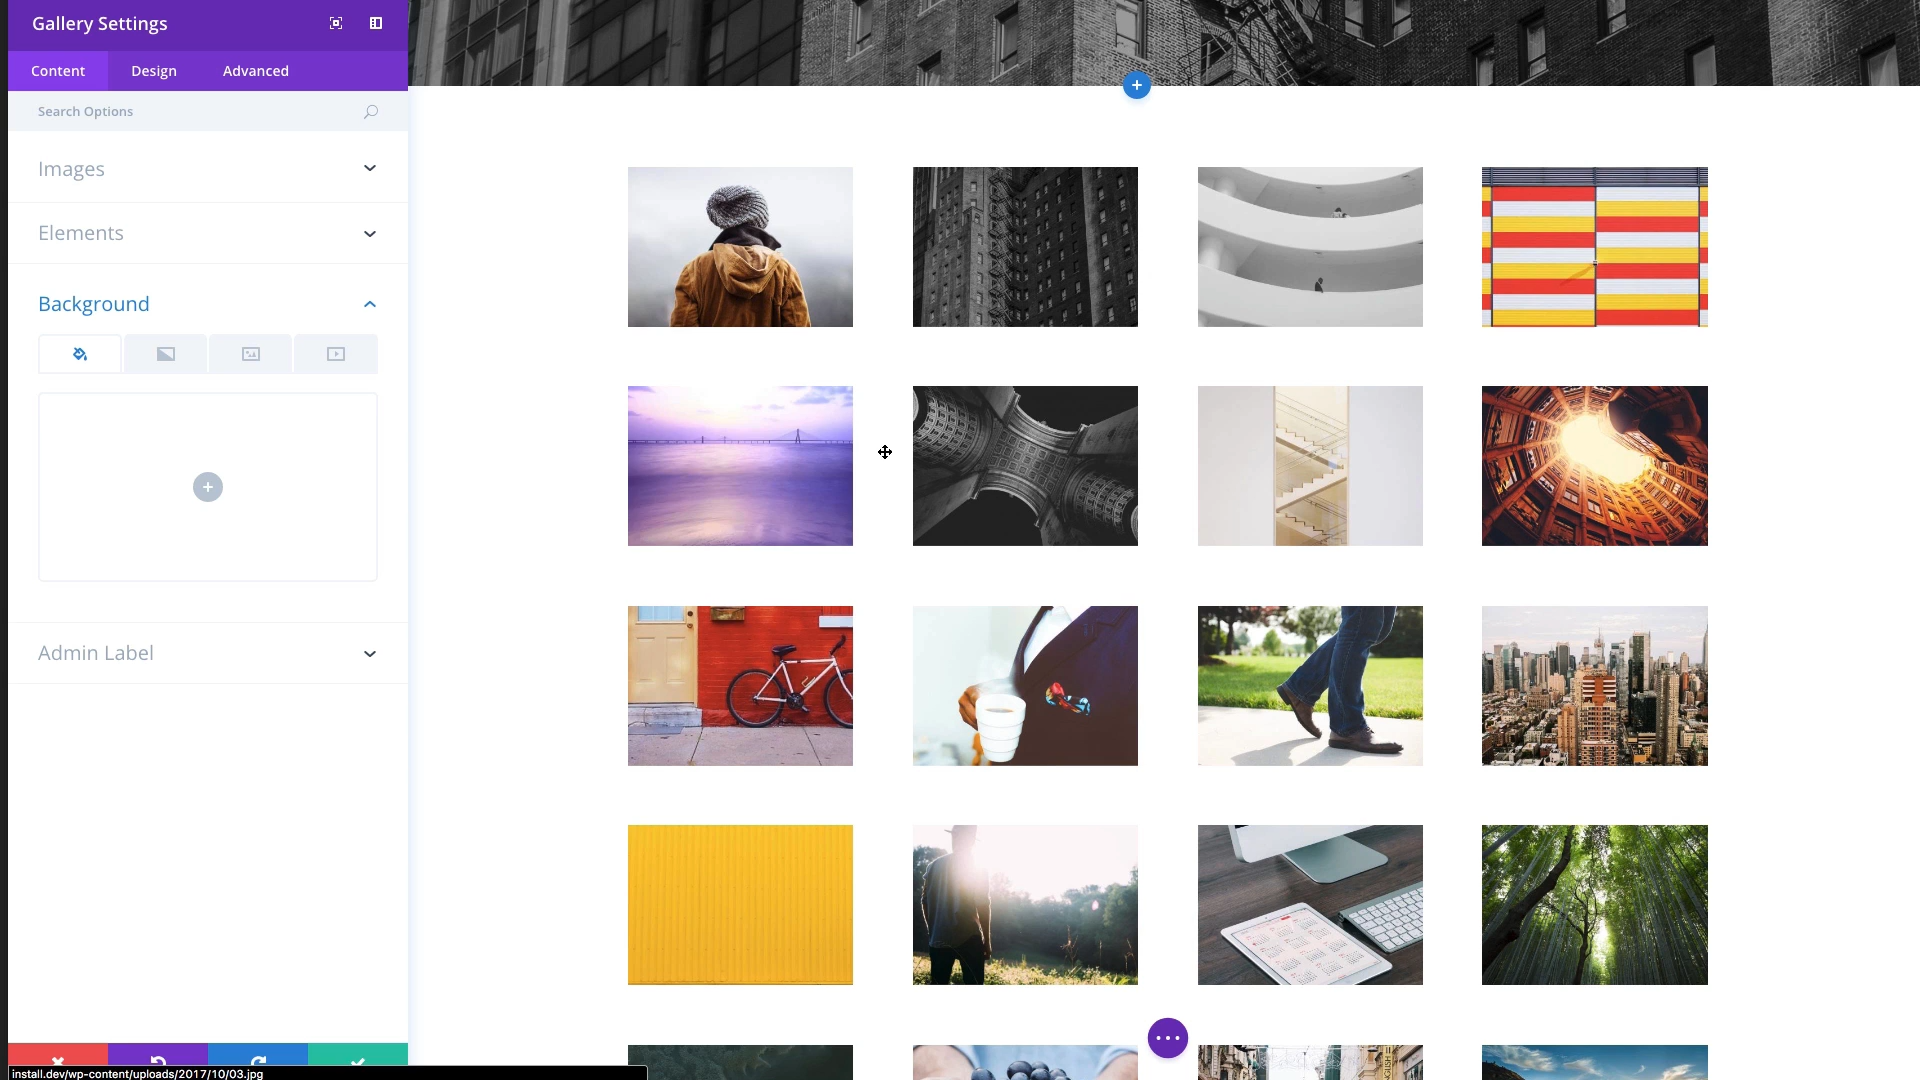 Gallery Settings
Content Design Advanced
Search Options
Images
Elements
Background
Admin Label
install.dev/wp-content/uploads/2017/10/03.jpg